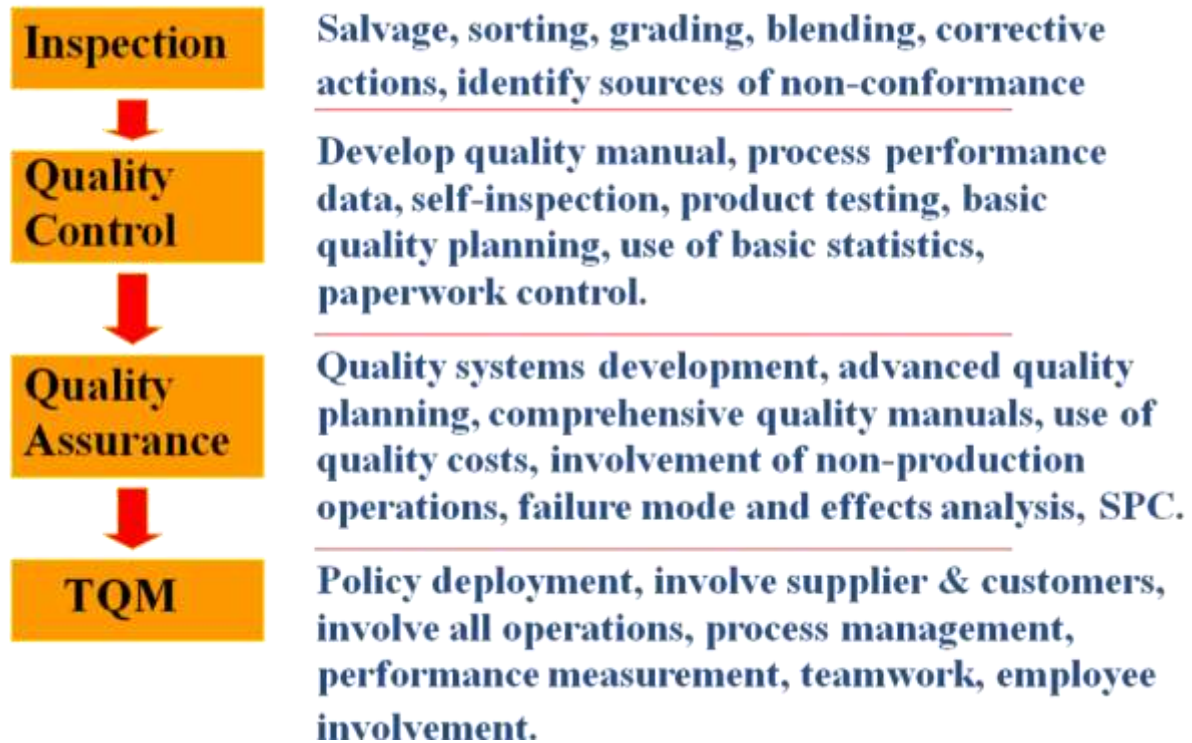 Inspection
Salvage, sorting, grading, blending, corrective
actions, identify sources of non-conformance
Quality
Control
Develop quality manual, process performance
data, self-inspection, product testing, basic
quality planning, use of basic statistics,
paperwork control.
Quality
Assurance
Quality systems development, advanced quality
planning, comprehensive quality manuals, use of
quality costs, involvement of non-production
operations, failure mode and effects analysis, SPC.
TQM
Policy deployment, involve supplier & customers,
involve all operations, process management,
performance measurement, teamwork, employee
involvement.